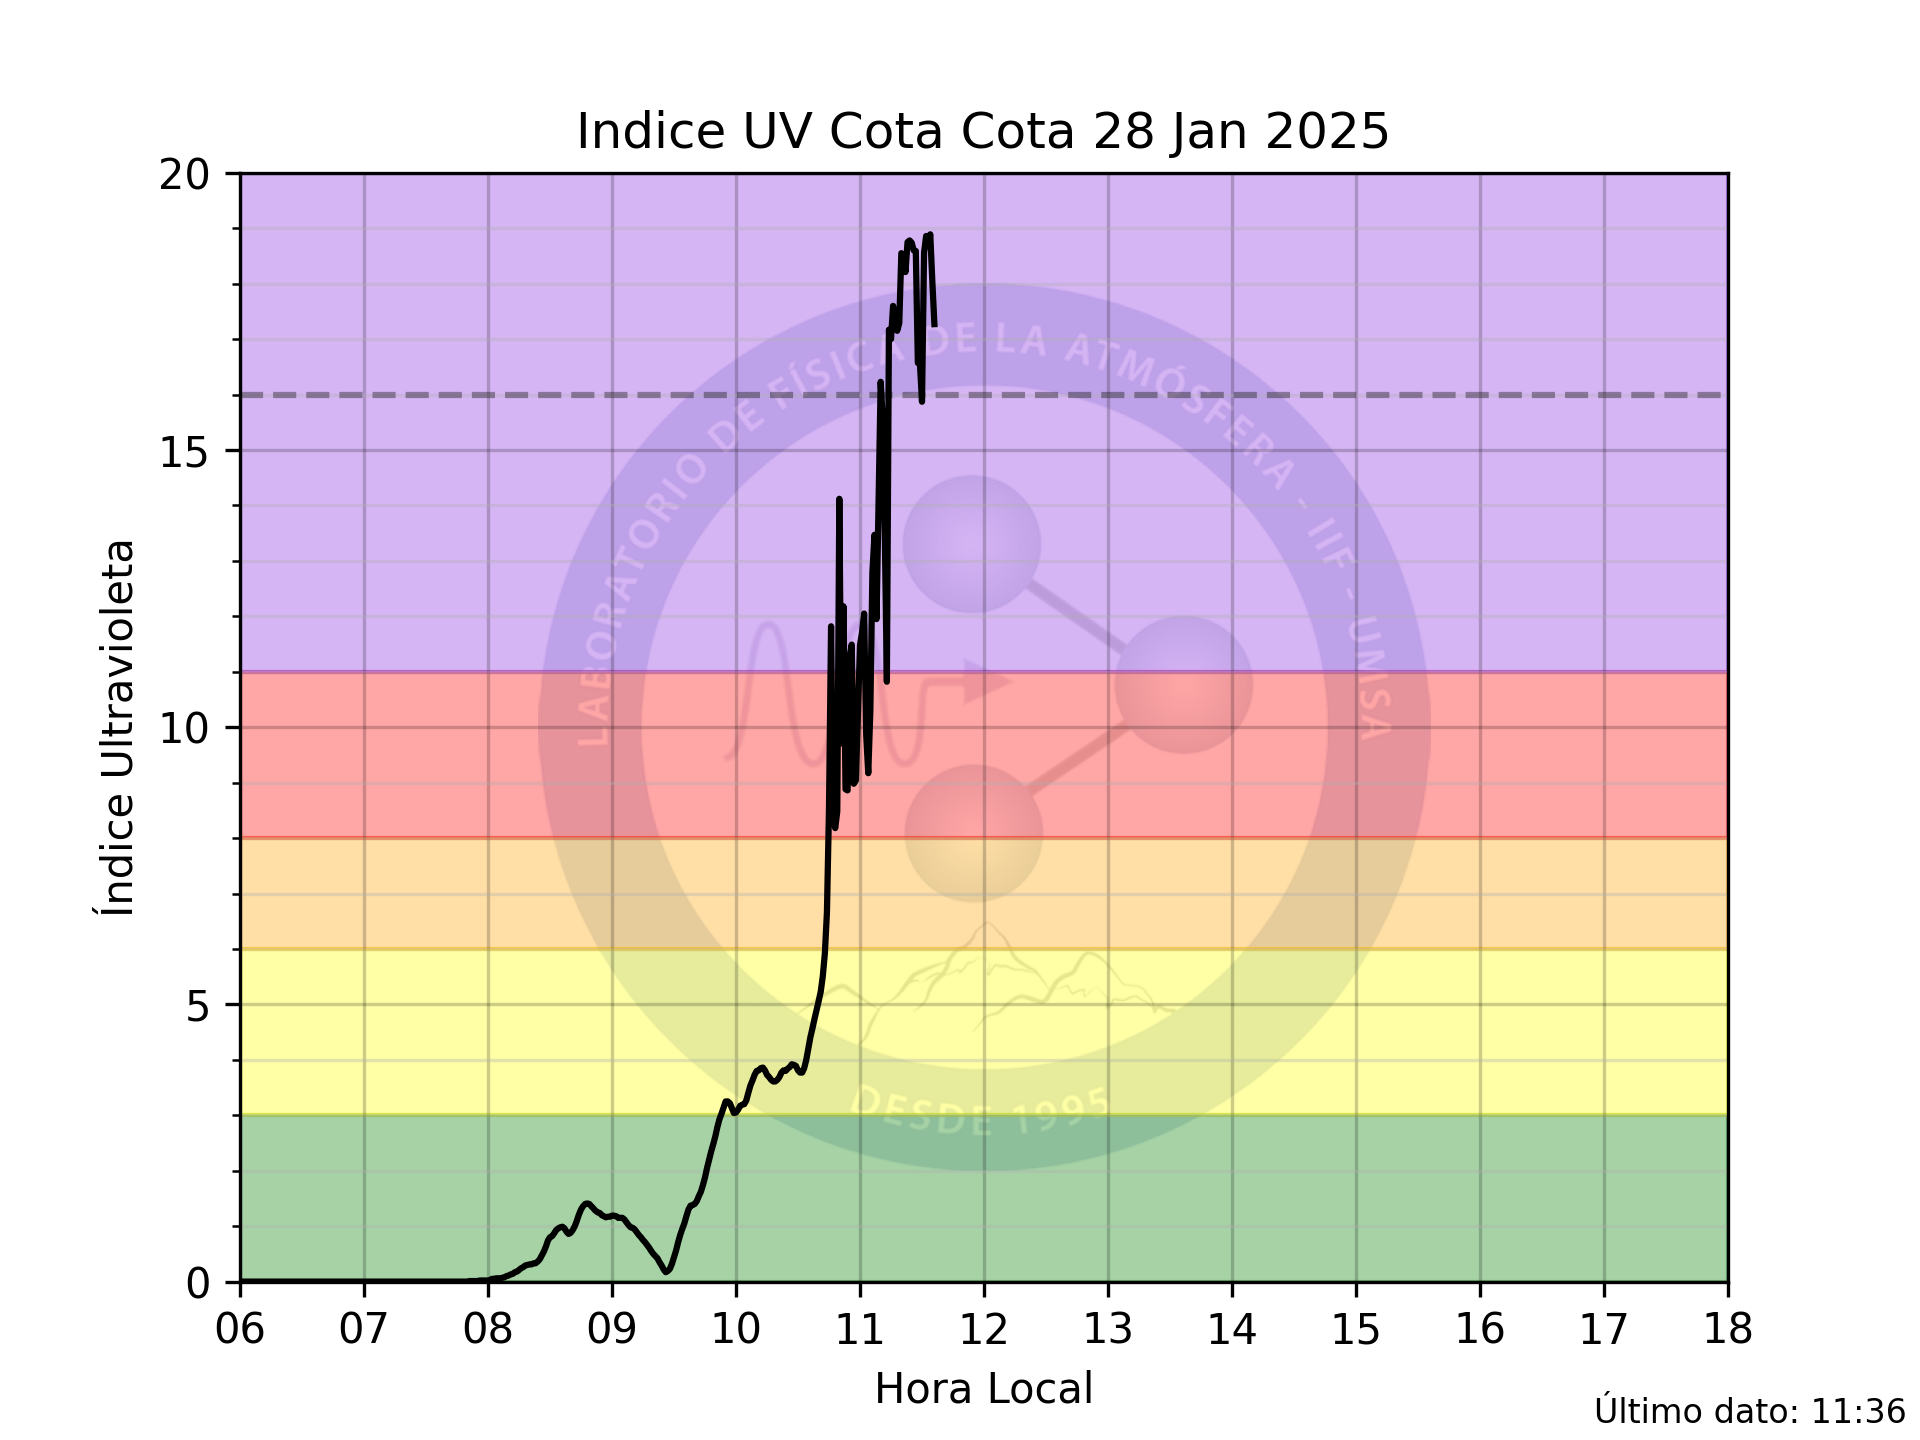 Indice UV Cota Cota 28 Jan 2025
20
15
10
5
0
Índice Ultravioleta
LABORATORIO DE FÍSICA DE LA ATMÓSFERA - IIF - UMSA
DESDE 1995
06 07 08 09 10 11 12 13 14 15 16 17 18
Hora Local
Último dato: 11:36